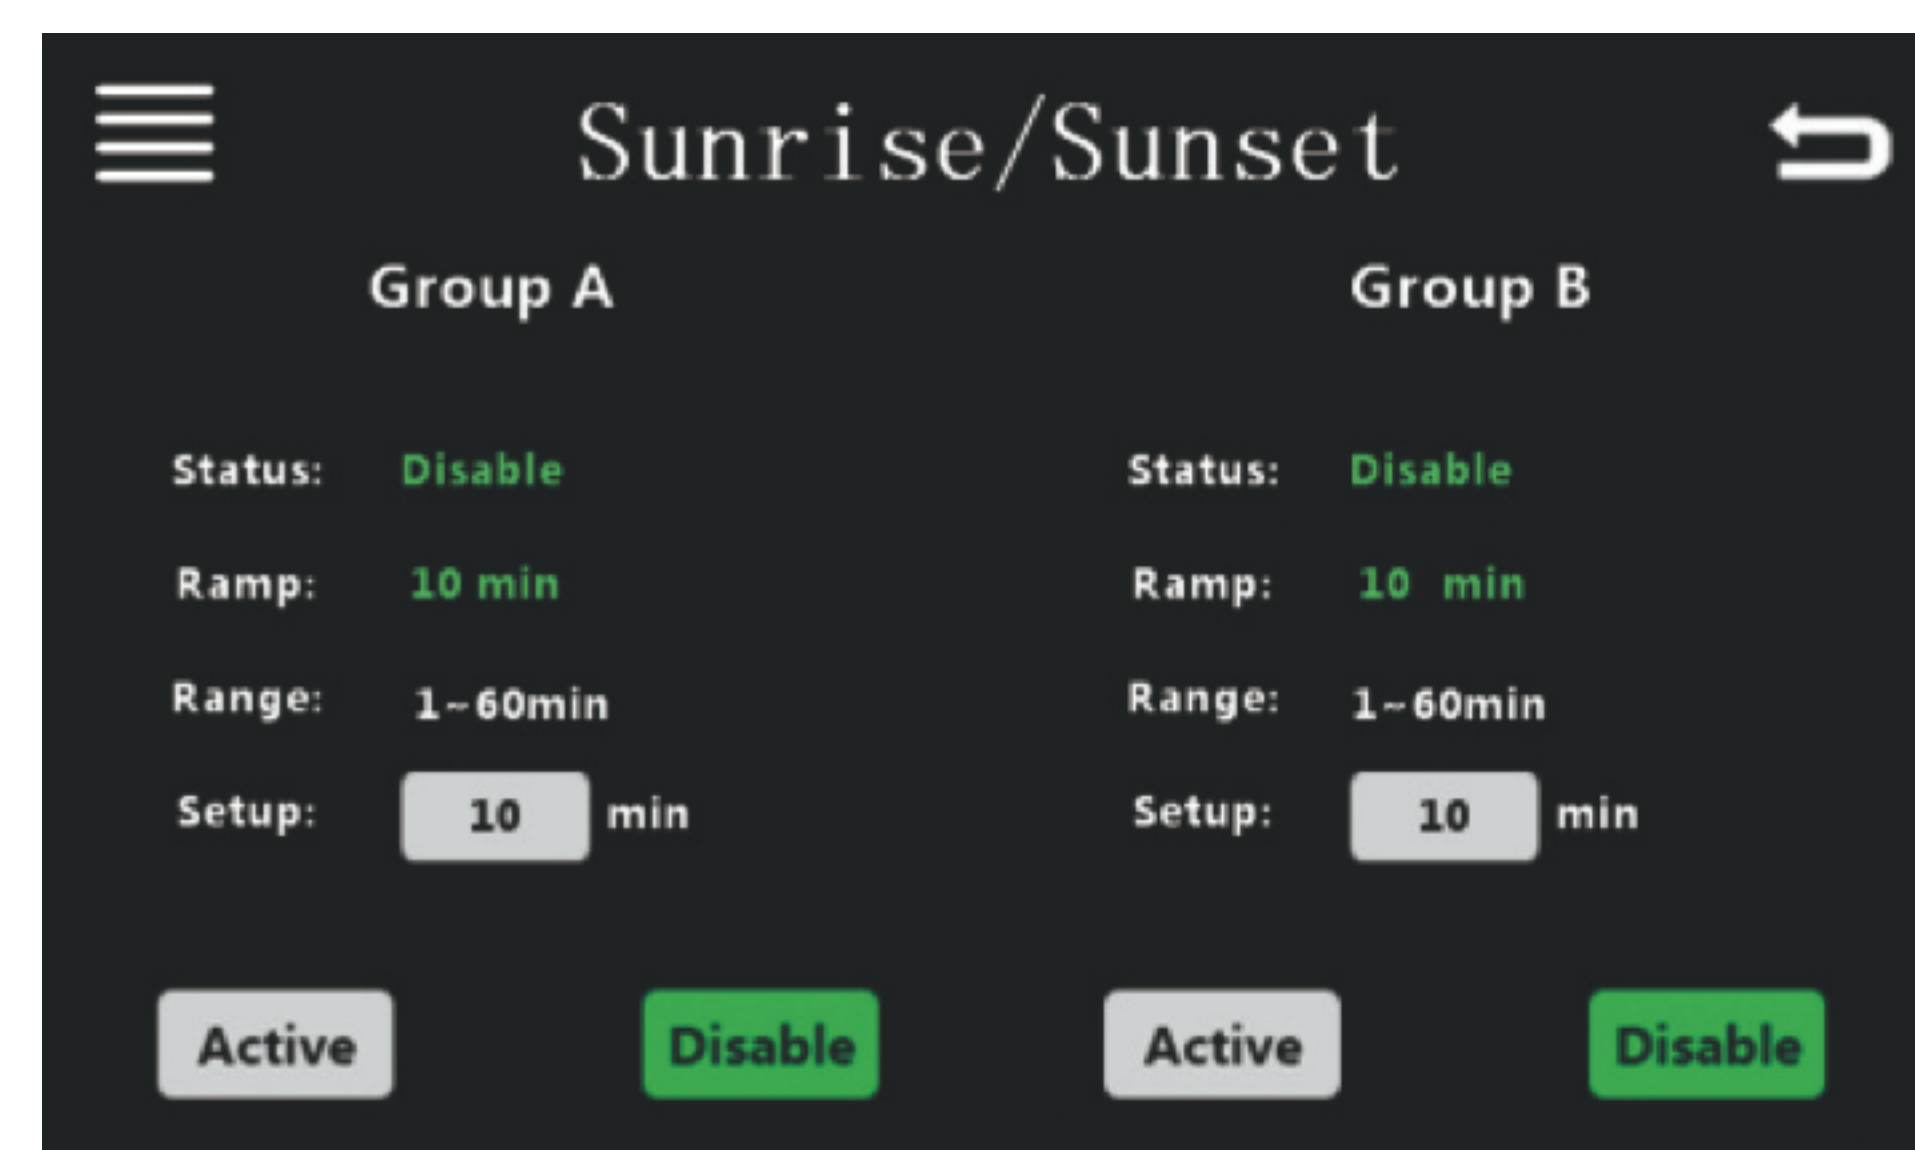 Sunrise/Sunset
Group A
Group B
Status: Disable
Status: Disable
Ramp: 10 min
Ramp: 10 min
Range: 1~60min
Range: 1~60min
Setup: 10 min
Setup: 10 min
Active
Disable
Active
Disable